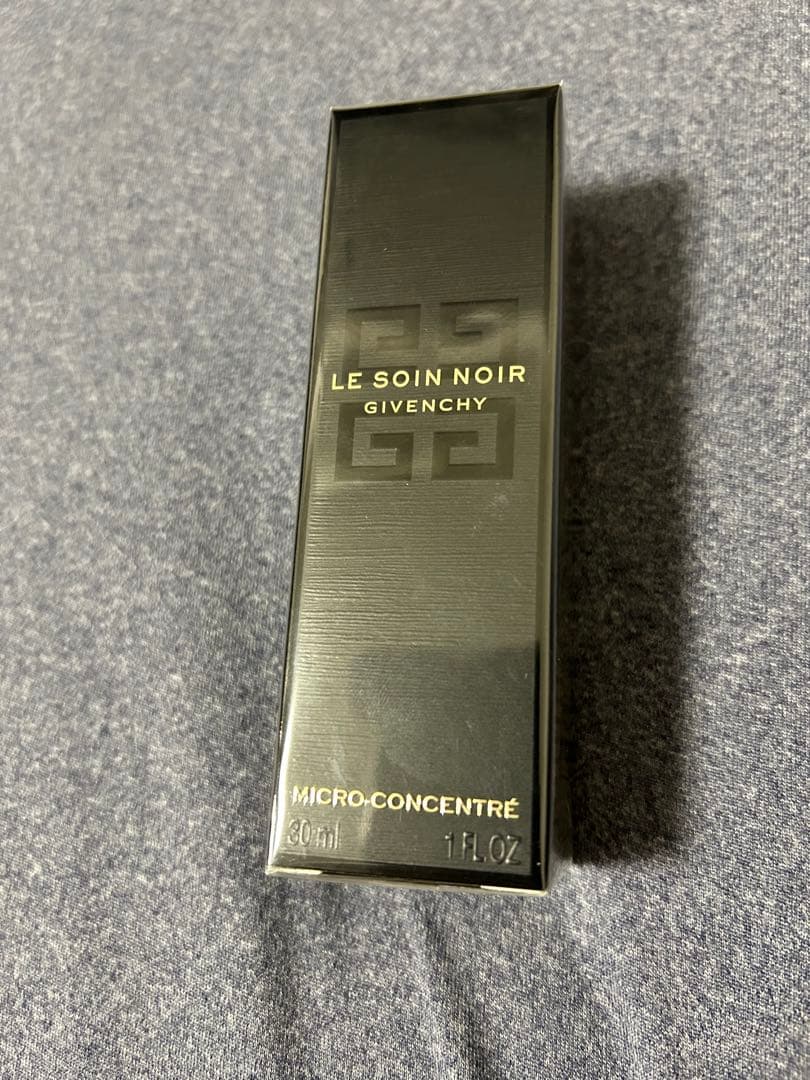 LE SOIN NOIR
GIVENCHY
MICRO-CONCENTRÉ
30 ml 1 FL OZ